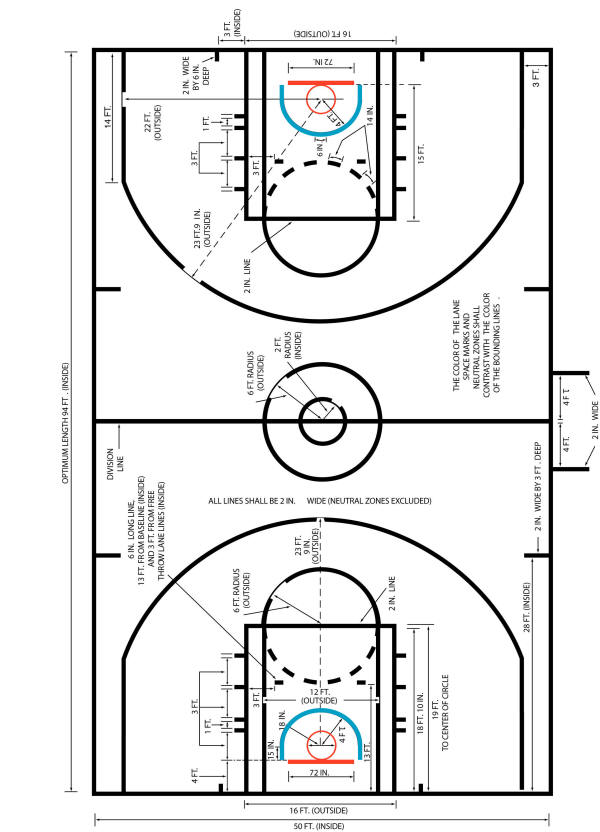 3 FT.
(INSIDE)
16 FT (OUTSIDE)
72 IN.
2 IN. WIDE
BY 6 IN.
DEEP
3 FT.
14 FT.
22 FT.
(OUTSIDE)
1 FT.
4 FT.
14 IN.
6 IN.
3 FT.
3 FT.
15 FT.
23 FT.9 IN.
(OUTSIDE)
2 IN. LINE
THE COLOR OF THE LANE
SPACE MARKS AND
NEUTRAL ZONES SHALL
CONTRAST WITH THE COLOR
OF THE BOUNDING LINES .
2 FT.
RADIUS
(INSIDE)
6 FT. RADIUS
(OUTSIDE)
OPTIMUM LENGTH 94 FT. (INSIDE)
4 FT.
4 FT.
2 IN. WIDE
DIVISION
LINE
ALL LINES SHALL BE 2 IN. WIDE (NEUTRAL ZONES EXCLUDED)
6 IN. LONG LINE,
13 FT. FROM BASELINE (INSIDE)
AND 3 FT. FROM FREE
THROW LANE LINES (INSIDE)
2 IN. WIDE BY 3 FT. DEEP
23 FT.
9 IN.
(OUTSIDE)
6 FT. RADIUS
(OUTSIDE)
2 IN. LINE
28 FT. (INSIDE)
3 FT.
3 FT.
12 FT.
(OUTSIDE)
18 IN.
1 FT.
4 FT.
15 IN.
13 FT.
18 FT. 10 IN.
19 FT.
TO CENTER OF CIRCLE
4 FT.
72 IN.
16 FT. (OUTSIDE)
50 FT. (INSIDE)